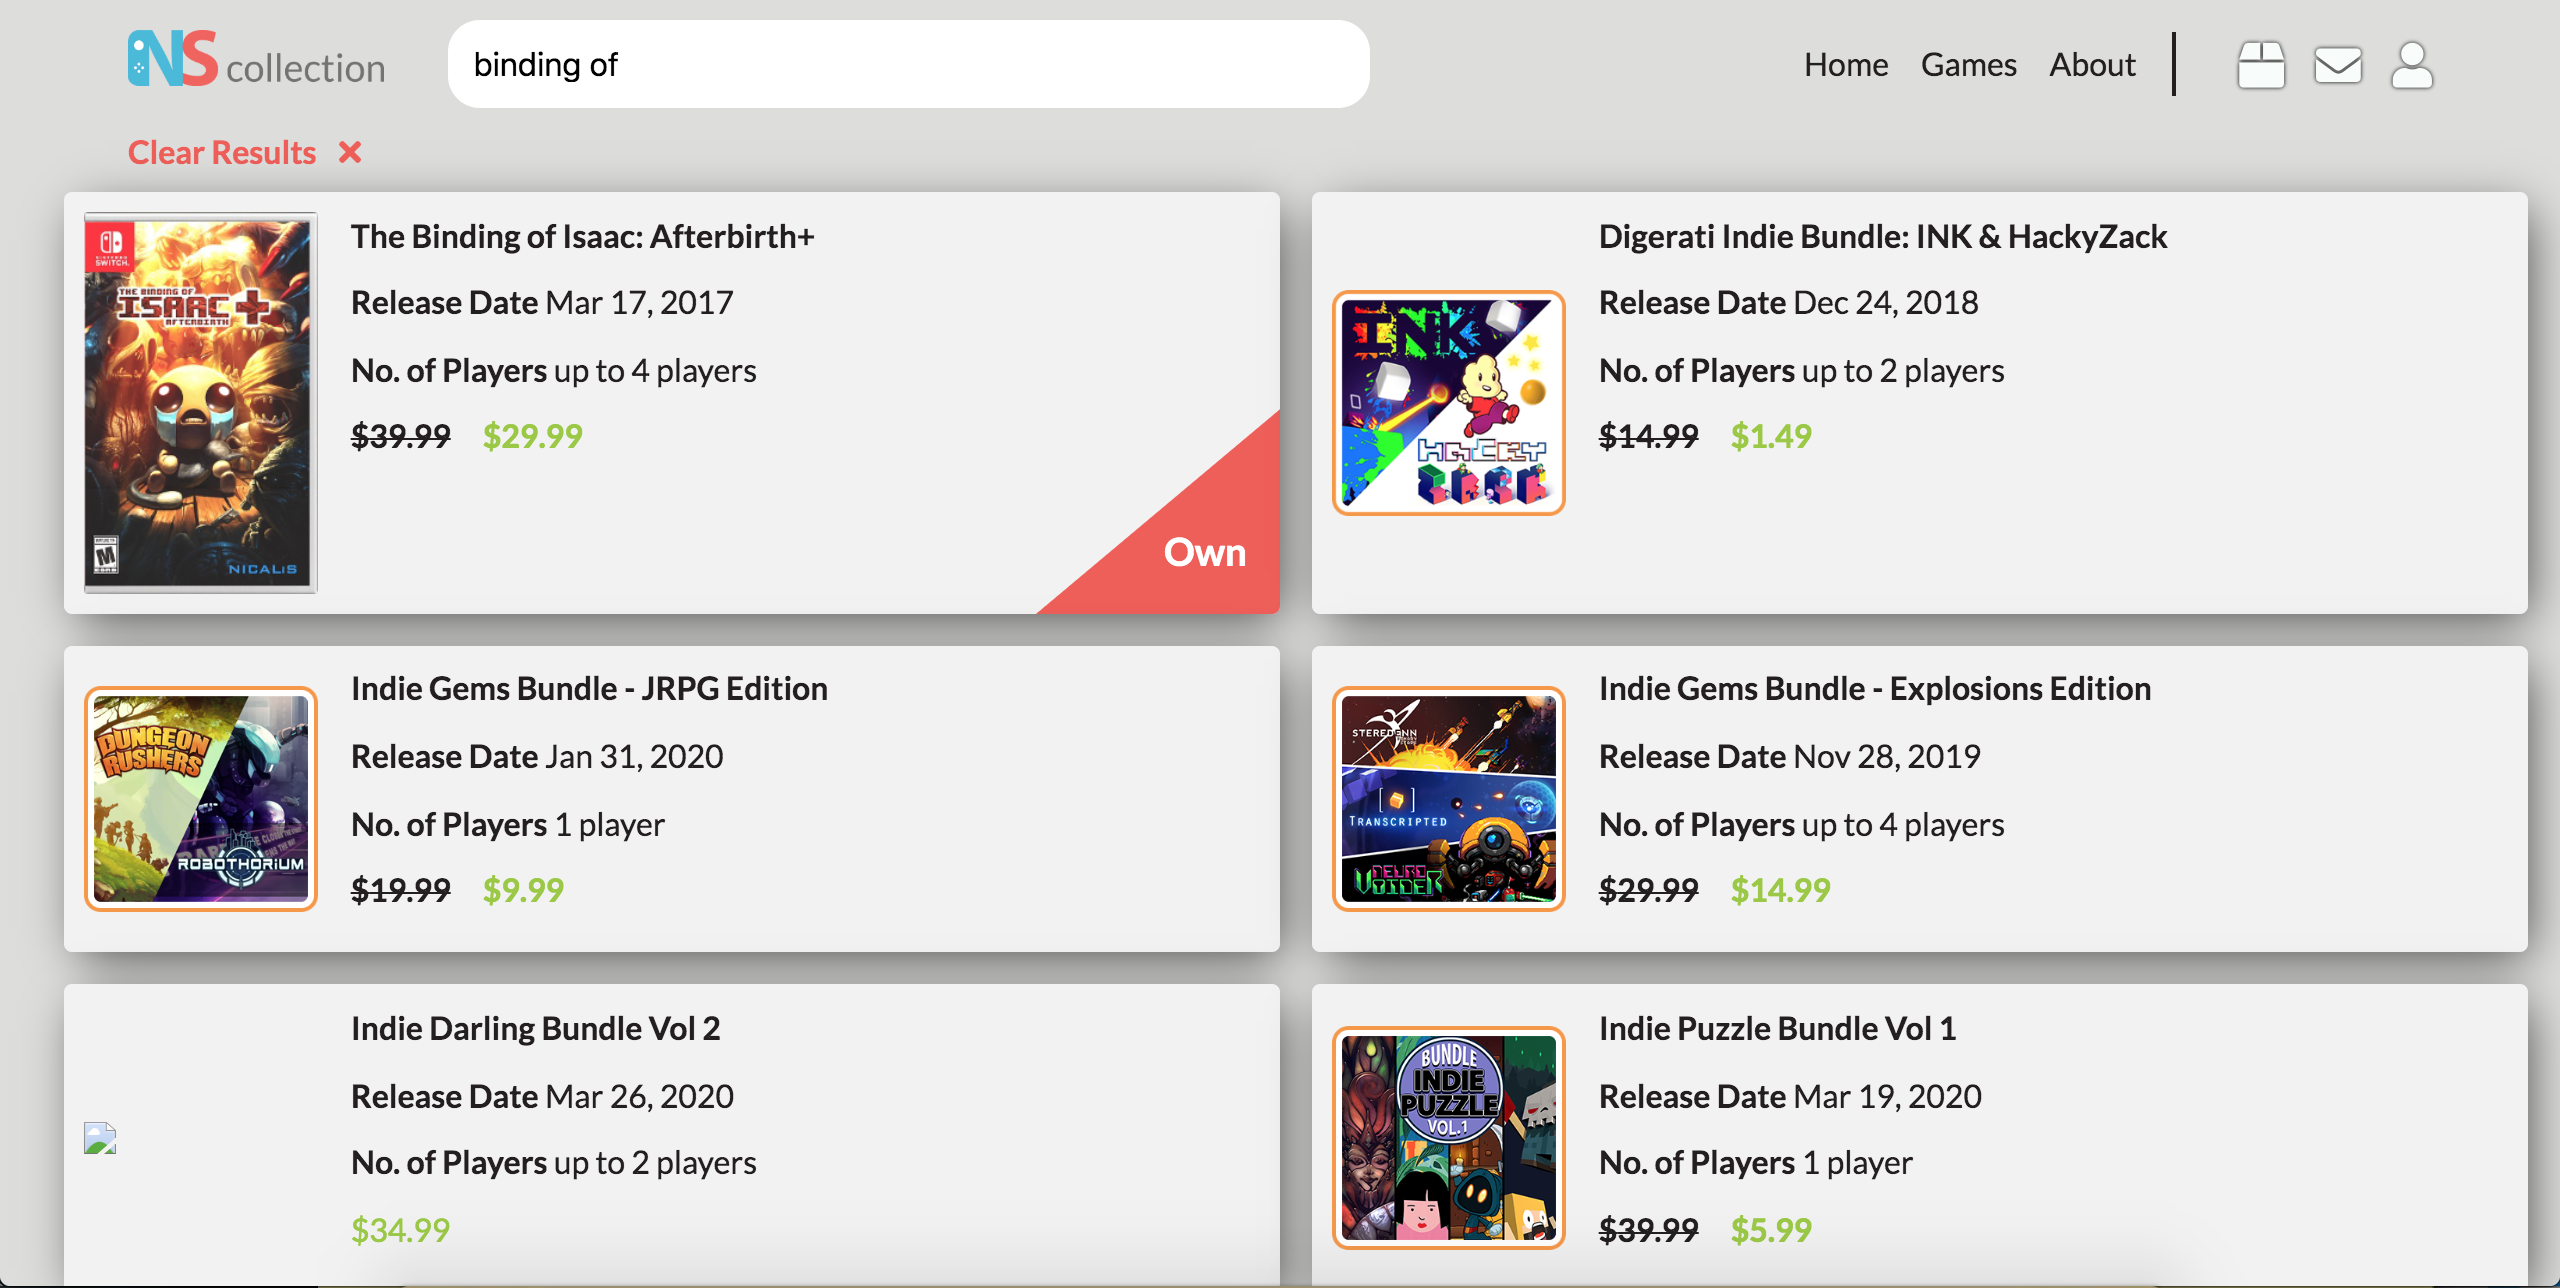 NS collection
binding of
Home Games About
Clear Results
NINTENDO
SWITCH
THE BINDING OF
ISAAC +
AFTERBIRTH
M
NICALIS
The Binding of Isaac: Afterbirth+
Release Date Mar 17, 2017
No. of Players up to 4 players
$39.99 $29.99
Own
INK
HACKY
ZACK
Digerati Indie Bundle: INK & HackyZack
Release Date Dec 24, 2018
No. of Players up to 2 players
$14.99 $1.49
DUNGEON
RUSHERS
ROBOTHORIUM
Indie Gems Bundle - JRPG Edition
Release Date Jan 31, 2020
No. of Players 1 player
$19.99 $9.99
TRANSCRIPTED
NEURO
VOIDER
Indie Gems Bundle - Explosions Edition
Release Date Nov 28, 2019
No. of Players up to 4 players
$29.99 $14.99
Indie Darling Bundle Vol 2
Release Date Mar 26, 2020
No. of Players up to 2 players
$34.99
BUNDLE
INDIE
PUZZLE
VOL.1
Indie Puzzle Bundle Vol 1
Release Date Mar 19, 2020
No. of Players 1 player
$39.99 $5.99